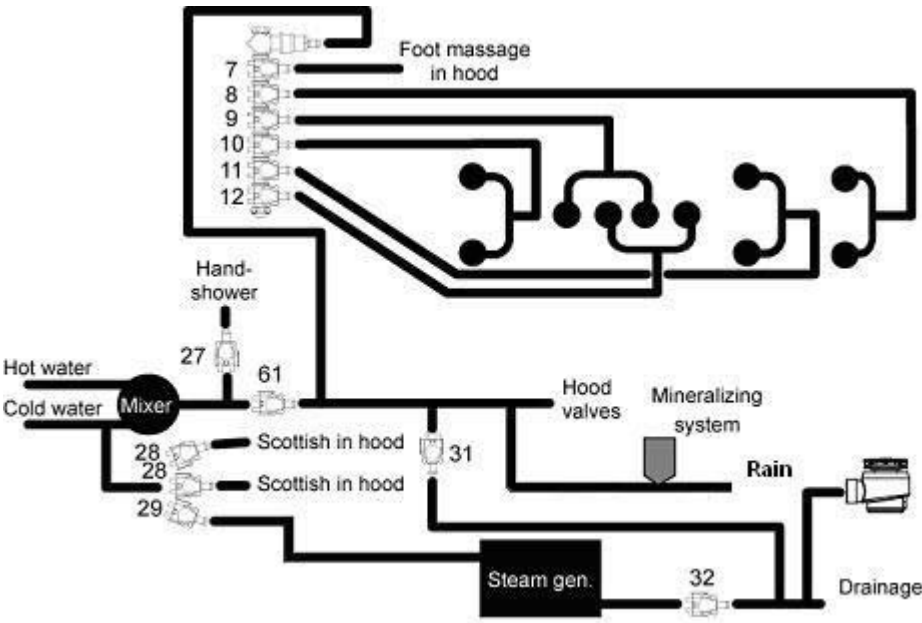 Foot massage
in hood
7
8
9
10
11
12
Hand-
shower
27
61
Hot water
Cold water
Mixer
Hood
valves
Mineralizing
system
28
Scottish in hood
31
28
Scottish in hood
Rain
29
Steam gen.
32
Drainage